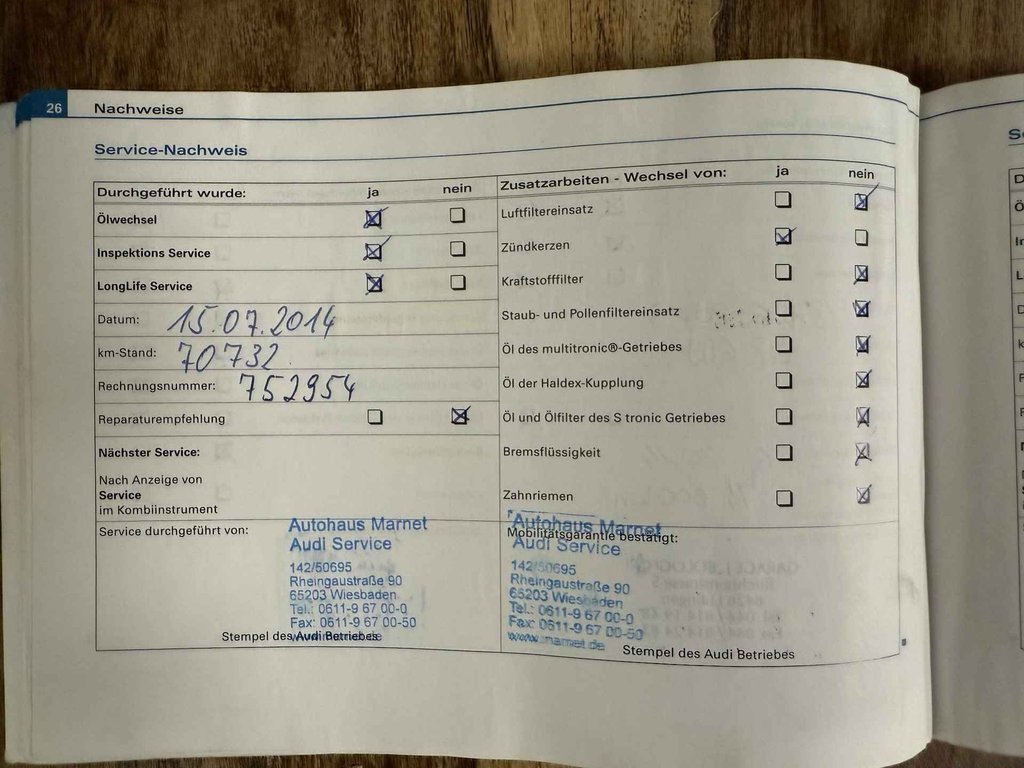 26 Nachweise
Service-Nachweis
Durchgeführt wurde: ja nein
Ölwechsel
Inspektions Service
LongLife Service
Datum: 15.07.2014
km-Stand: 70732
Rechnungsnummer: 752954
Reparaturempfehlung
Nächster Service:
Nach Anzeige von
Service
im Kombiinstrument
Service durchgeführt von:
Autohaus Marnet
Audi Service
142/50695
Rheingaustraße 90
65203 Wiesbaden
Tel.: 0611-9 67 00-0
Fax: 0611-9 67 00-50
Stempel des Audi Betriebes
Zusatzarbeiten - Wechsel von: ja nein
Luftfiltereinsatz
Zündkerzen
Kraftstofffilter
Staub- und Pollenfiltereinsatz
Öl des multitronic®-Getriebes
Öl der Haldex-Kupplung
Öl und Ölfilter des S tronic Getriebes
Bremsflüssigkeit
Zahnriemen
Mobilitätsgarantie bestätigt:
Autohaus Marnet
Audi Service
142/50695
Rheingaustraße 90
65203 Wiesbaden
Tel.: 0611-9 67 00-0
Fax: 0611-9 67 00-50
www.marnet.de
Stempel des Audi Betriebes